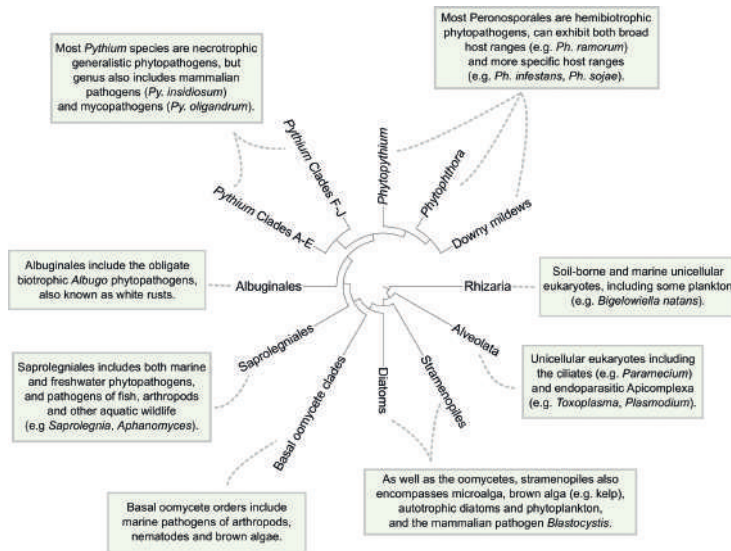 Most Pythium species are necrotrophic
generalistic phytopathogens, but
genus also includes mammalian
pathogens (Py. insidiosum)
and mycopathogens (Py. oligandrum).
Most Peronosporales are hemibiotrophic
phytopathogens, can exhibit both broad
host ranges (e.g. Ph. ramorum)
and more specific host ranges
(e.g. Ph. infestans, Ph. sojae).
Pythium Clades A-E
Pythium Clades F-J
Phytopythium
Phytophthora
Downy mildews
Albuginales include the obligate
biotrophic Albugo phytopathogens,
also known as white rusts.
Albuginales
Rhizaria
Soil-borne and marine unicellular
eukaryotes, including some plankton
(e.g. Bigelowiella natans).
Saprolegniales
Alveolata
Saprolegniales includes both marine
and freshwater phytopathogens,
and pathogens of fish, arthropods
and other aquatic wildlife
(e.g Saprolegnia, Aphanomyces).
Basal oomycete clades
Diatoms
Stramenopiles
Unicellular eukaryotes including
the ciliates (e.g. Paramecium)
and endoparasitic Apicomplexa
(e.g. Toxoplasma, Plasmodium).
Basal oomycete orders include
marine pathogens of arthropods,
nematodes and brown algae.
As well as the oomycetes, stramenopiles also
encompasses microalga, brown alga (e.g. kelp),
autotrophic diatoms and phytoplankton,
and the mammalian pathogen Blastocystis.